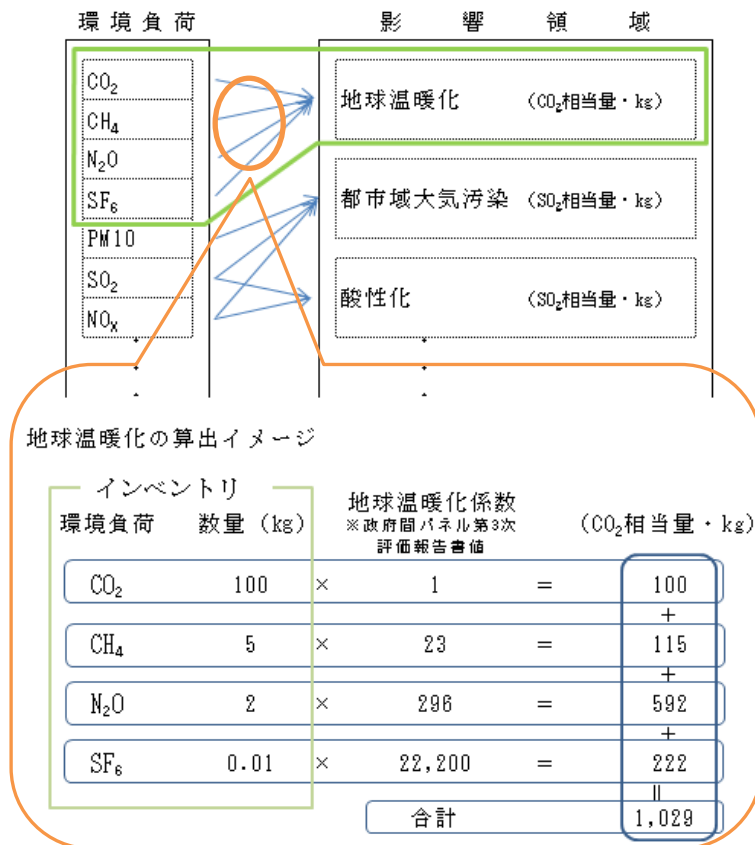 環境負荷 影響領域
CO₂
CH₄
N₂O
SF₆
PM10
SO₂
NOₓ
・
・
・
地球温暖化 (CO₂相当量・kg)
都市域大気汚染 (SO₂相当量・kg)
酸性化 (SO₂相当量・kg)
・
・
・
地球温暖化の算出イメージ
インベントリ
環境負荷 数量 (kg) 地球温暖化係数 (CO₂相当量・kg)
※政府間パネル第3次
評価報告書値
CO₂ 100 × 1 = 100
+
CH₄ 5 × 23 = 115
+
N₂O 2 × 296 = 592
+
SF₆ 0.01 × 22,200 = 222
||
合計 1,029